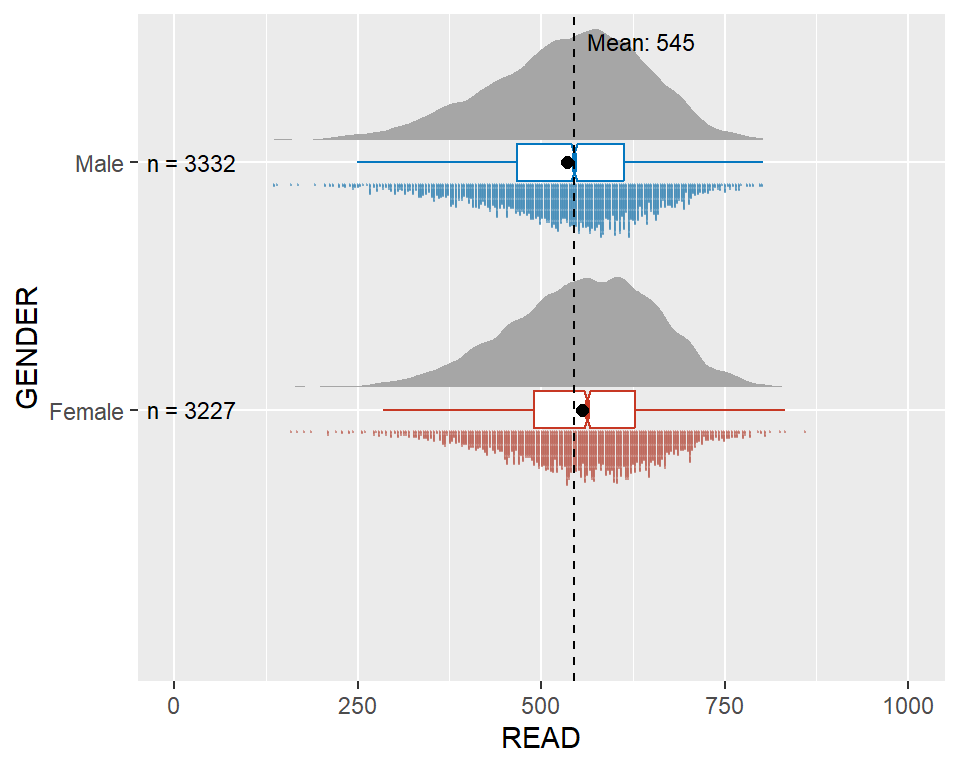 Mean: 545
Male
n = 3332
GENDER
Female
n = 3227
0
250
500
750
1000
READ